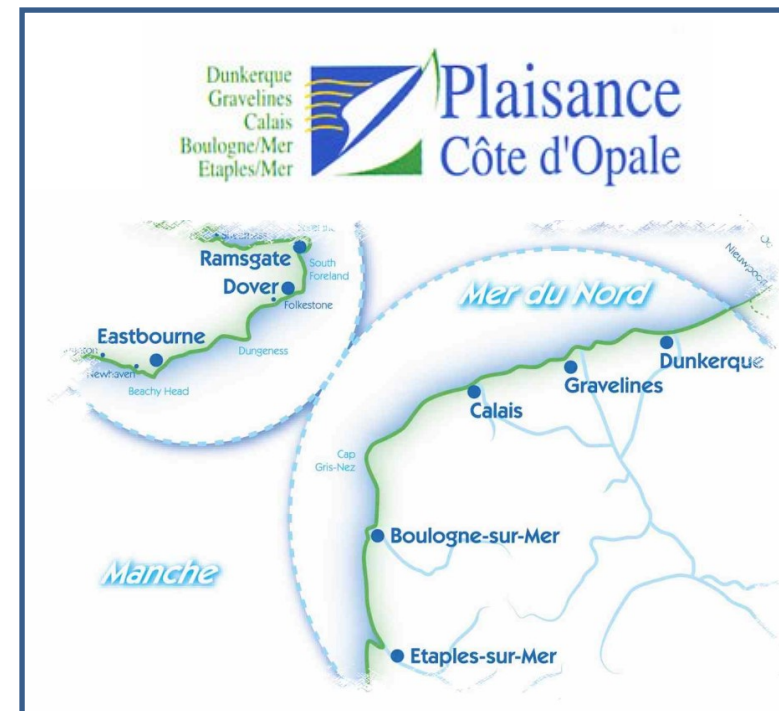 Dunkerque
Gravelines
Calais
Boulogne/Mer
Etaples/Mer
Plaisance
Côte d'Opale
Ramsgate
South
Foreland
Dover
Folkestone
Eastbourne
Dungeness
Newhaven
Beachy Head
Mer du Nord
Nieuwpoort
Dunkerque
Gravelines
Calais
Cap
Gris-Nez
Boulogne-sur-Mer
Manche
Etaples-sur-Mer